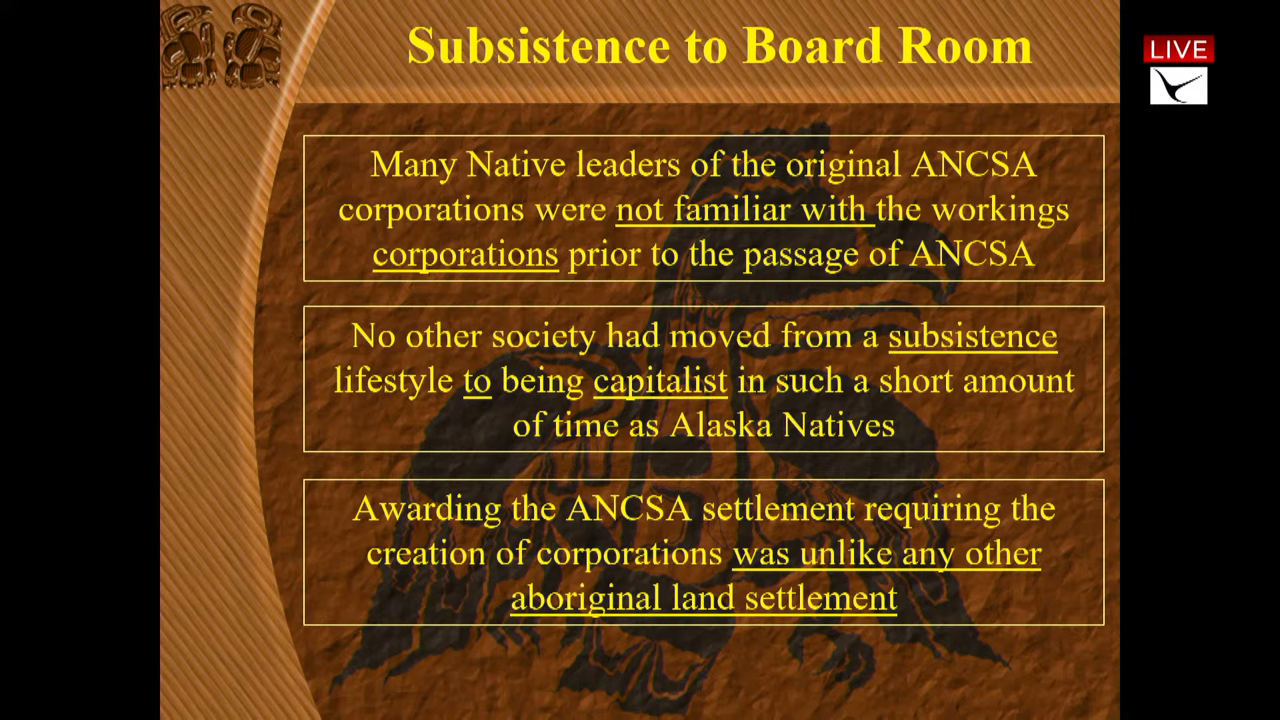 Subsistence to Board Room
LIVE
Many Native leaders of the original ANCSA
corporations were not familiar with the workings
corporations prior to the passage of ANCSA
No other society had moved from a subsistence
lifestyle to being capitalist in such a short amount
of time as Alaska Natives
Awarding the ANCSA settlement requiring the
creation of corporations was unlike any other
aboriginal land settlement